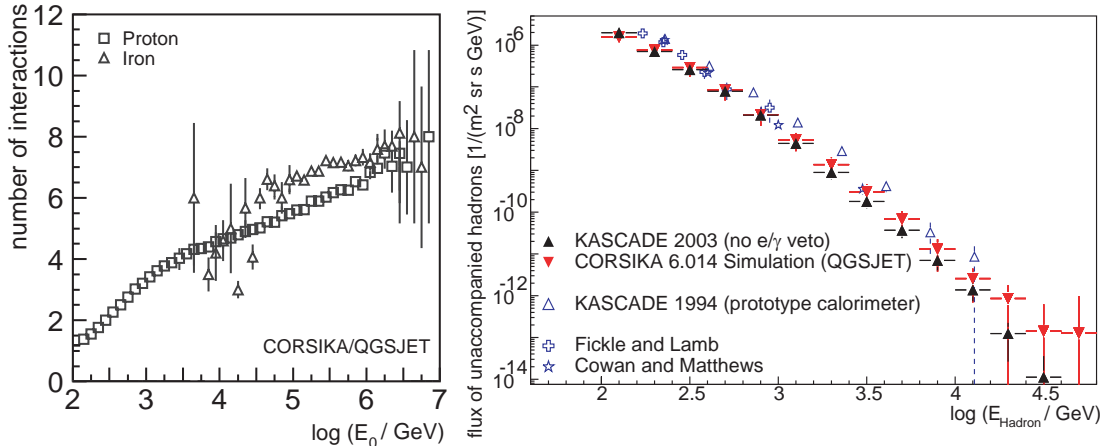 number of interactions
12
10
8
6
4
2
0
Proton
Iron
CORSIKA/QGSJET
2 3 4 5 6 7
log (E₀ / GeV)
flux of unaccompanied hadrons [1/(m² sr s GeV)]
10⁻⁶
10⁻⁸
10⁻¹⁰
10⁻¹²
10⁻¹⁴
KASCADE 2003 (no e/γ veto)
CORSIKA 6.014 Simulation (QGSJET)
KASCADE 1994 (prototype calorimeter)
Fickle and Lamb
Cowan and Matthews
2 2.5 3 3.5 4 4.5
log (E_Hadron / GeV)